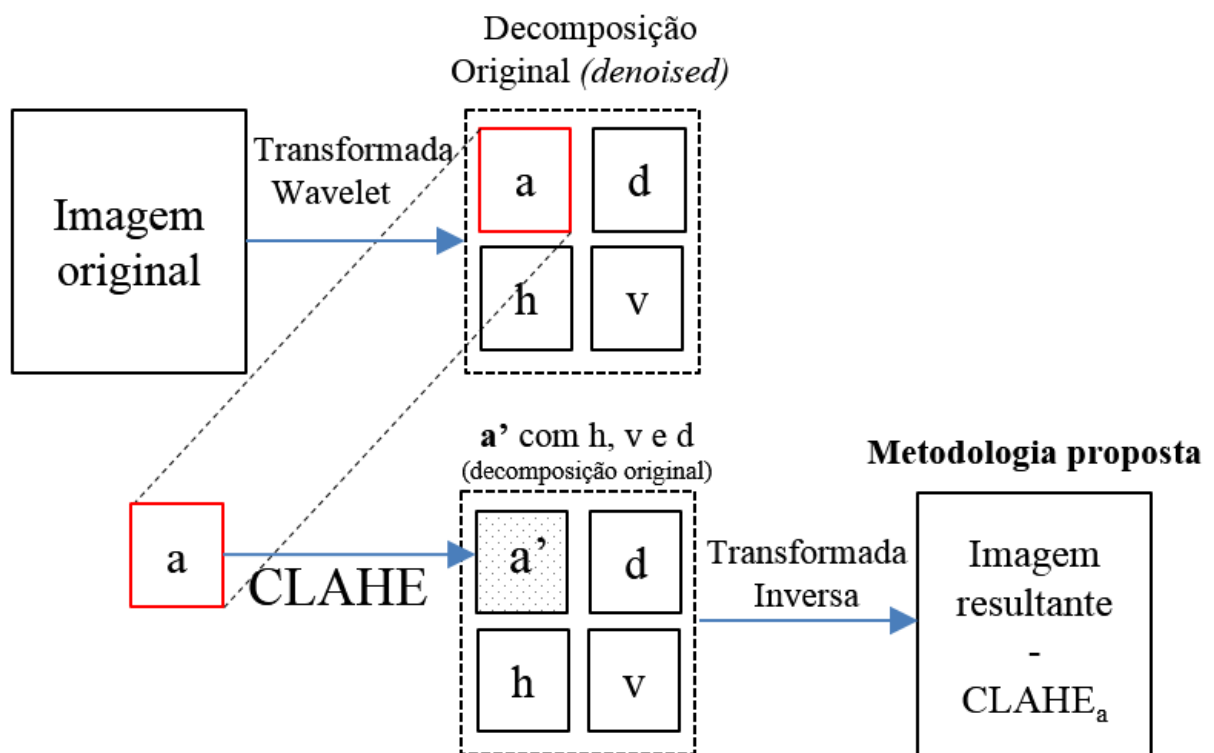 Decomposição
Original (denoised)
Imagem
original
Transformada
Wavelet
a
d
h
v
a
CLAHE
a’ com h, v e d
(decomposição original)
a’
d
h
v
Transformada
Inversa
Metodologia proposta
Imagem
resultante
-
CLAHEa